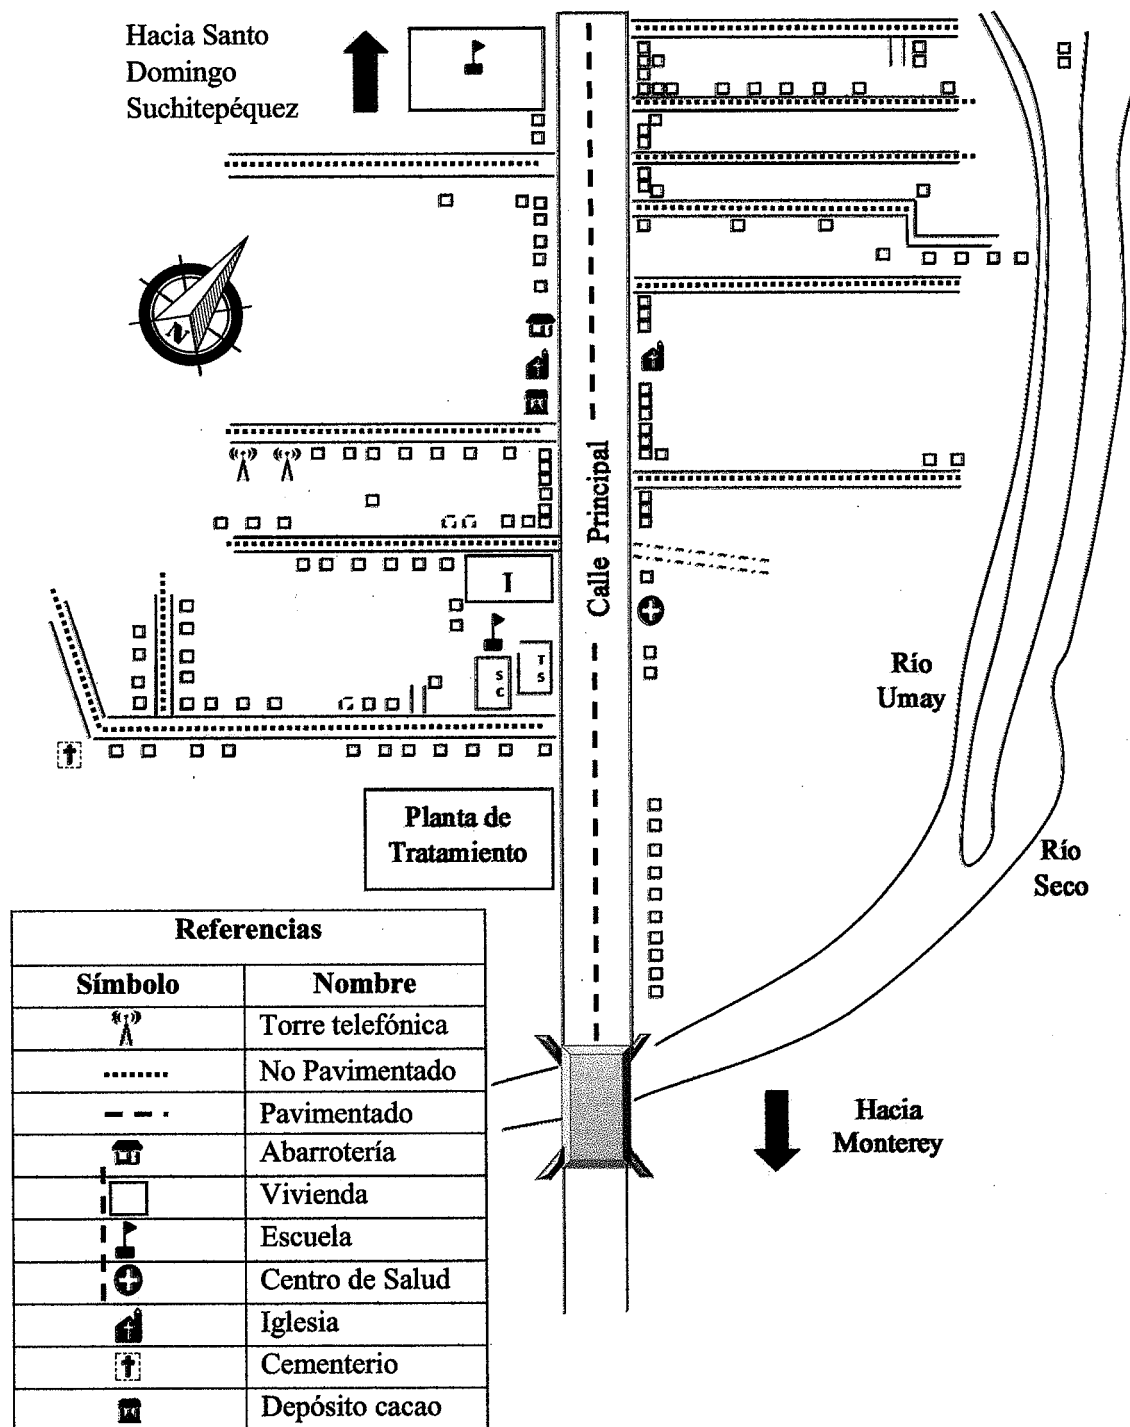 Hacia Santo
Domingo
Suchitepéquez
N
Calle Principal
I
S
C
T
S
Río
Umay
Río
Seco
Planta de
Tratamiento
Hacia
Monterey
Referencias
Símbolo Nombre
Torre telefónica
No Pavimentado
Pavimentado
Abarrotería
Vivienda
Escuela
Centro de Salud
Iglesia
Cementerio
Depósito cacao